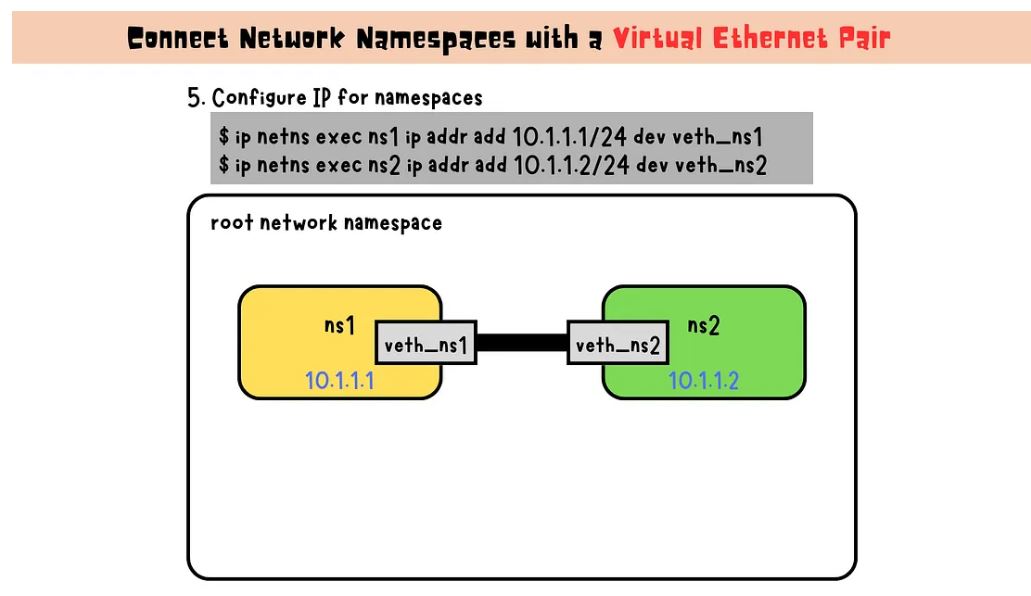 Connect Network Namespaces with a Virtual Ethernet Pair
5. Configure IP for namespaces
$ ip netns exec ns1 ip addr add 10.1.1.1/24 dev veth_ns1
$ ip netns exec ns2 ip addr add 10.1.1.2/24 dev veth_ns2
root network namespace
ns1
veth_ns1
10.1.1.1
veth_ns2
ns2
10.1.1.2